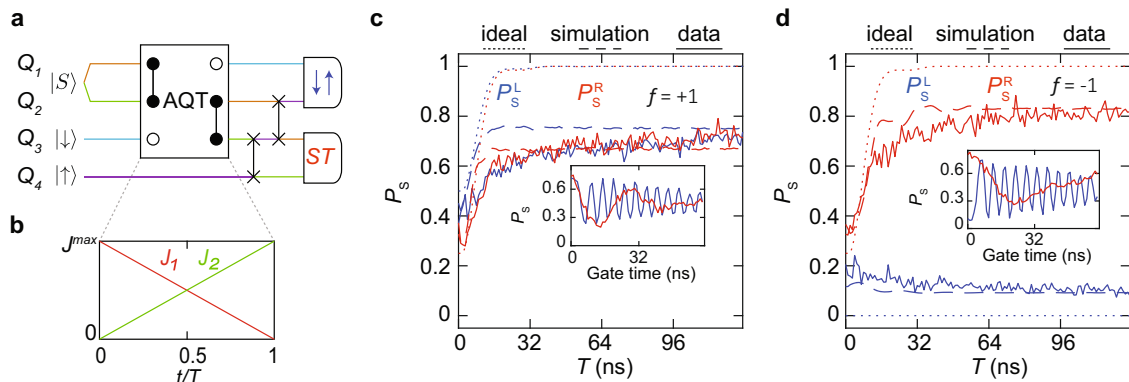 a
Q₁
|S⟩
Q₂
Q₃ |↓⟩
Q₄ |↑⟩
AQT
↓↑
ST
b
Jᵐᵃˣ
J₁ J₂
0
0 0.5 1
t/T
c
ideal simulation data
P_S^L P_S^R f = +1
1
0.8
0.6
0.4
0.2
0
P_S
0 32 64 96
T (ns)
P_S
0.6
0.3
0
0 32
Gate time (ns)
d
ideal simulation data
P_S^L P_S^R f = -1
1
0.8
0.6
0.4
0.2
0
P_S
0 32 64 96
T (ns)
P_S
0.6
0.3
0
0 32
Gate time (ns)